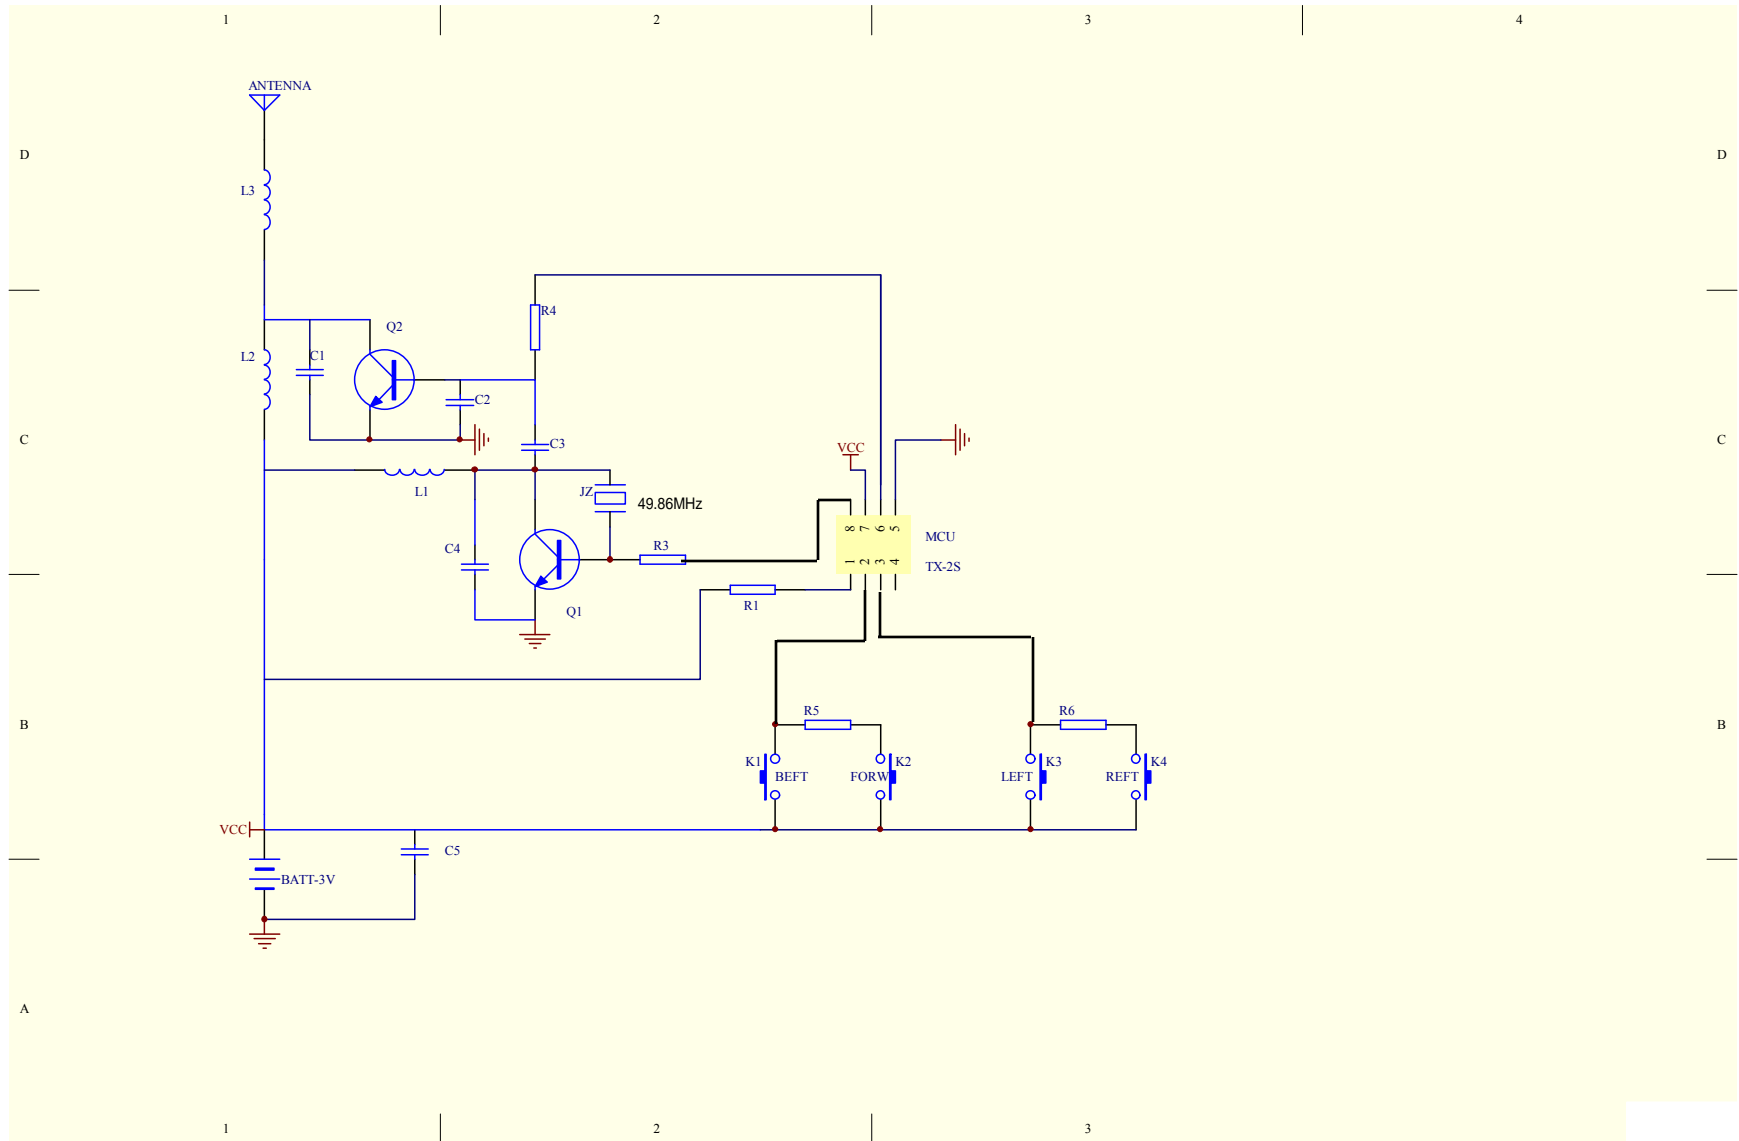 1 2 3 4
ANTENNA
D D
L3
R4
Q2
L2 C1
C2
C C
C3
VCC
L1 JZ 49.86MHz
8 7 6 5
MCU
C4 R3
1 2 3 4
TX-2S
R1
Q1
R5 R6
B B
K1 K2 K3 K4
BEFT FORW LEFT REFT
VCC
C5
BATT-3V
A
1 2 3